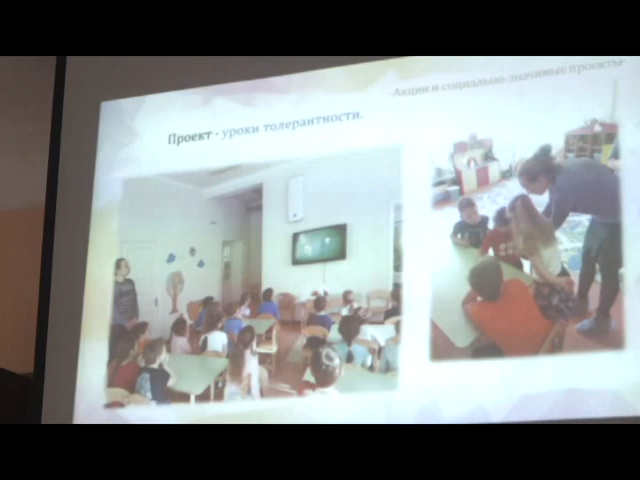 -Акции и социально-значимые проекты-
Проект - уроки толерантности.